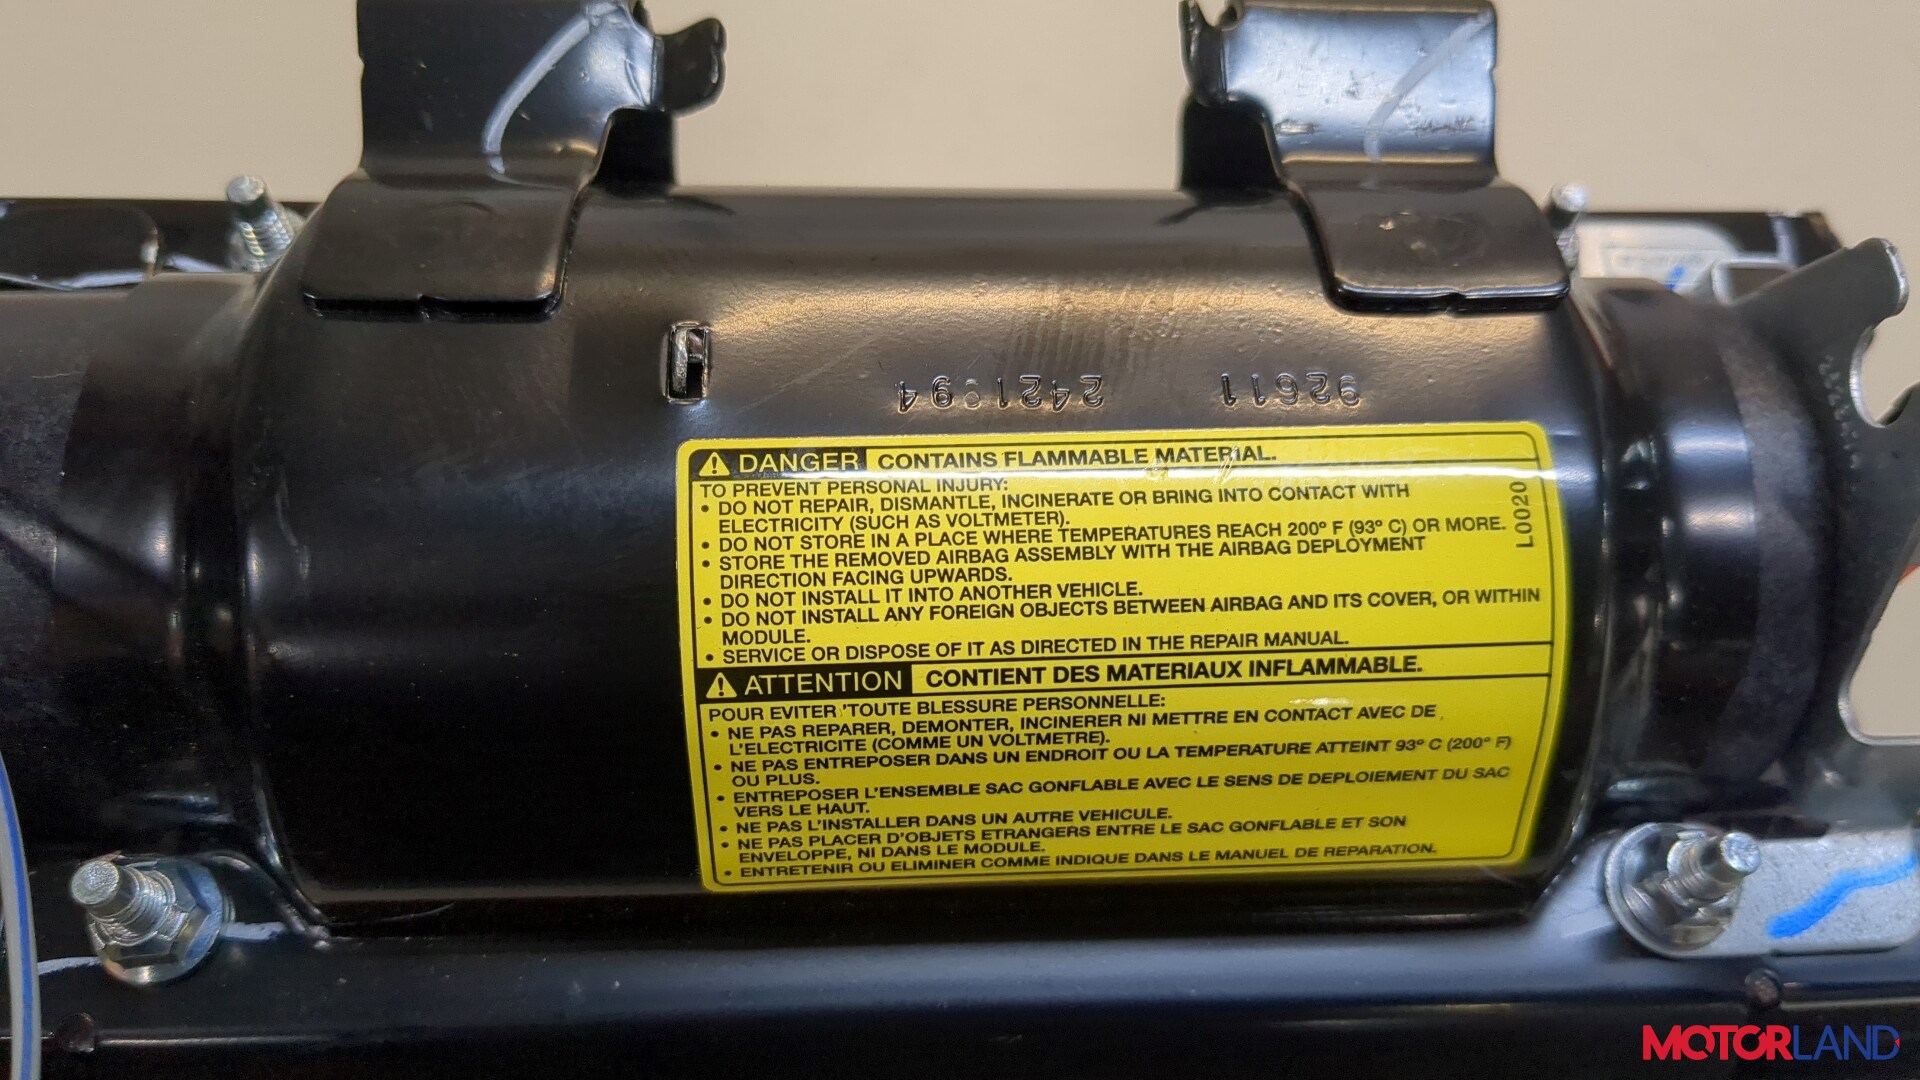 DANGER CONTAINS FLAMMABLE MATERIAL.
TO PREVENT PERSONAL INJURY:
• DO NOT REPAIR, DISMANTLE, INCINERATE OR BRING INTO CONTACT WITH
ELECTRICITY (SUCH AS VOLTMETER).
• DO NOT STORE IN A PLACE WHERE TEMPERATURES REACH 200° F (93° C) OR MORE.
• STORE THE REMOVED AIRBAG ASSEMBLY WITH THE AIRBAG DEPLOYMENT
DIRECTION FACING UPWARDS.
• DO NOT INSTALL IT INTO ANOTHER VEHICLE.
• DO NOT INSTALL ANY FOREIGN OBJECTS BETWEEN AIRBAG AND ITS COVER, OR WITHIN
MODULE.
• SERVICE OR DISPOSE OF IT AS DIRECTED IN THE REPAIR MANUAL.
L0020
ATTENTION CONTIENT DES MATERIAUX INFLAMMABLE.
POUR EVITER 'TOUTE BLESSURE PERSONNELLE:
• NE PAS REPARER, DEMONTER, INCINERER NI METTRE EN CONTACT AVEC DE
L'ELECTRICITE (COMME UN VOLTMETRE).
• NE PAS ENTREPOSER DANS UN ENDROIT OU LA TEMPERATURE ATTEINT 93° C (200° F)
OU PLUS.
• ENTREPOSER L'ENSEMBLE SAC GONFLABLE AVEC LE SENS DE DEPLOIEMENT DU SAC
VERS LE HAUT.
• NE PAS L'INSTALLER DANS UN AUTRE VEHICULE.
• NE PAS PLACER D'OBJETS ETRANGERS ENTRE LE SAC GONFLABLE ET SON
ENVELOPPE, NI DANS LE MODULE.
• ENTRETENIR OU ELIMINER COMME INDIQUE DANS LE MANUEL DE REPARATION.
MOTORLAND